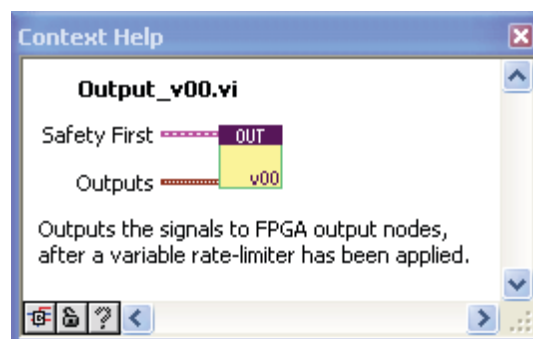 Context Help
Output_v00.vi
Safety First
OUT
Outputs
v00
Outputs the signals to FPGA output nodes,
after a variable rate-limiter has been applied.
?